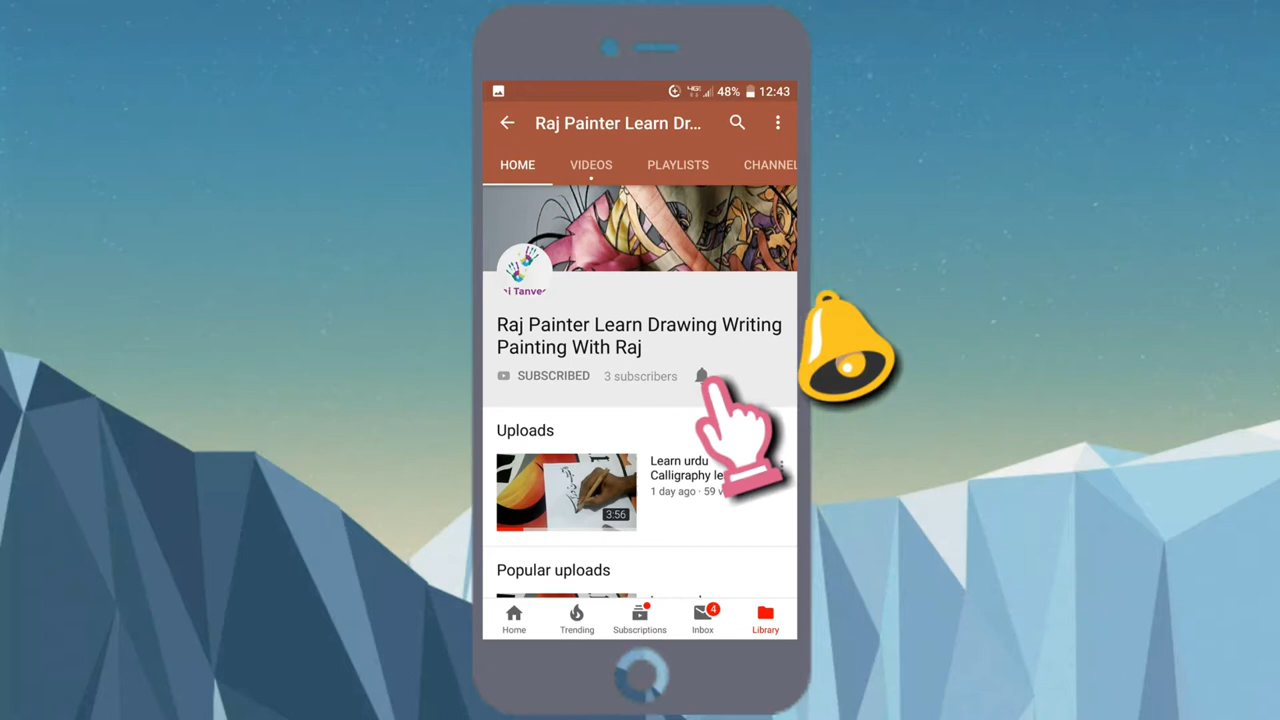 48% 12:43
Raj Painter Learn Dr...
HOME VIDEOS PLAYLISTS CHANNEL
Raj Painter Learn Drawing Writing
Painting With Raj
SUBSCRIBED 3 subscribers
Uploads
Learn urdu
Calligraphy le
1 day ago · 59 v
3:56
Popular uploads
4
Home Trending Subscriptions Inbox Library